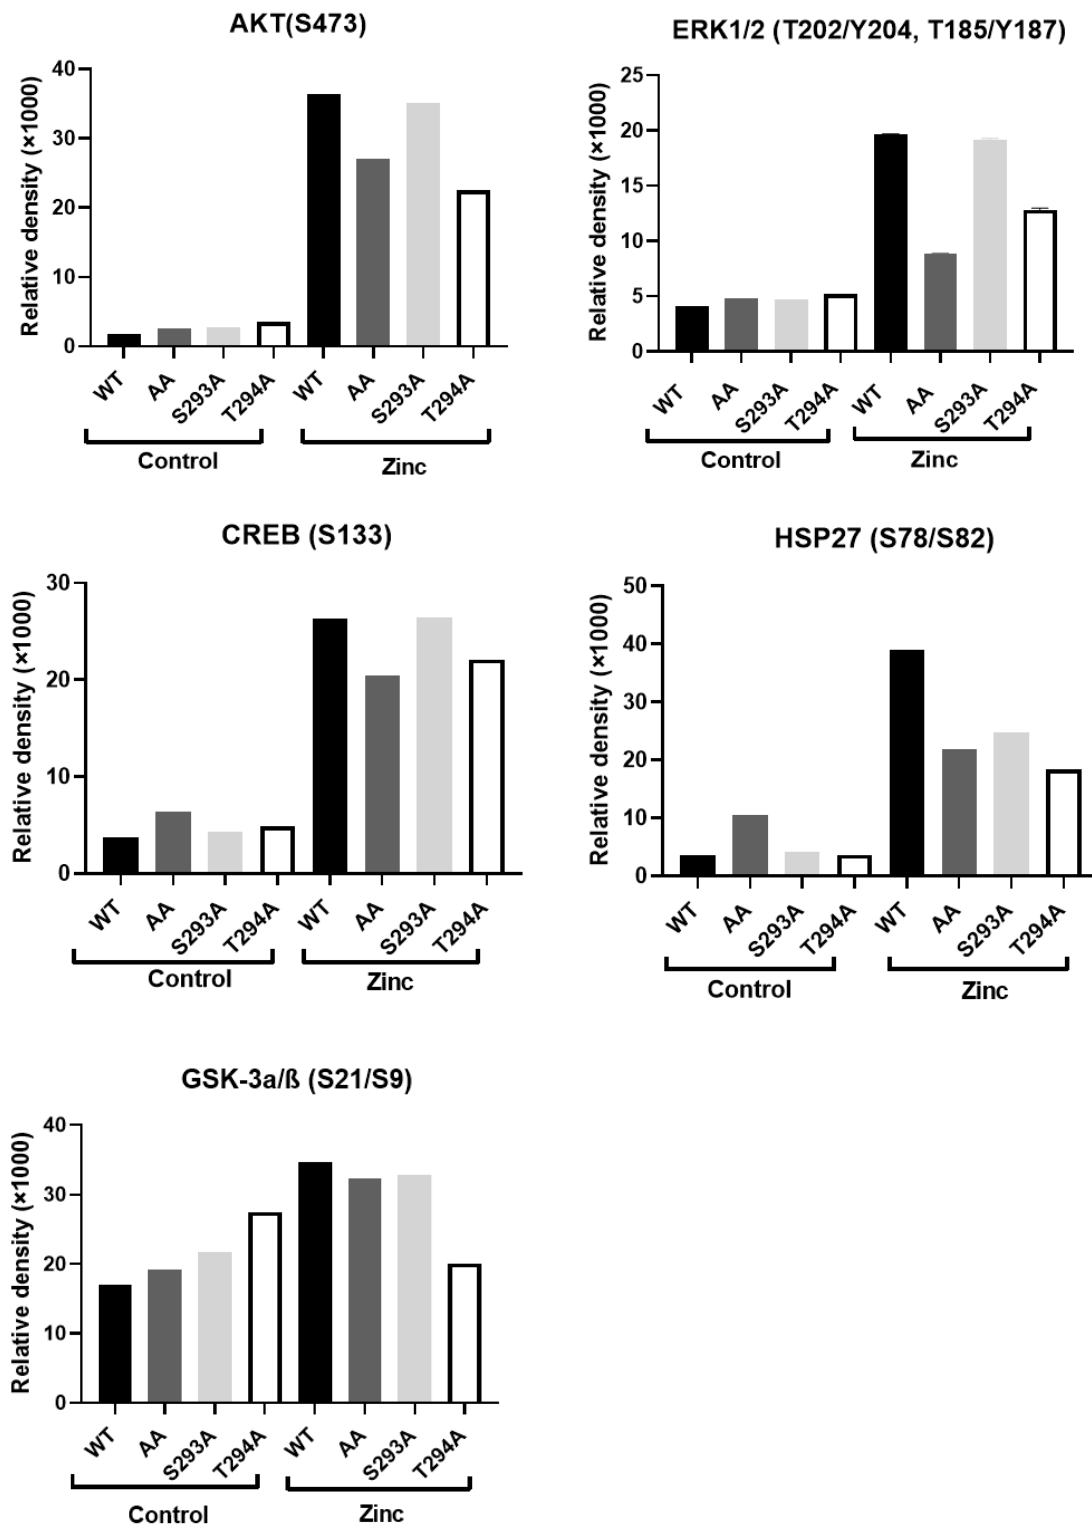 AKT(S473)
Relative density (×1000)
40
30
20
10
0
WT
AA
S293A
T294A
WT
AA
S293A
T294A
Control
Zinc
ERK1/2 (T202/Y204, T185/Y187)
Relative density (×1000)
25
20
15
10
5
0
WT
AA
S293A
T294A
WT
AA
S293A
T294A
Control
Zinc
CREB (S133)
Relative density (×1000)
30
20
10
0
WT
AA
S293A
T294A
WT
AA
S293A
T294A
Control
Zinc
HSP27 (S78/S82)
Relative density (×1000)
50
40
30
20
10
0
WT
AA
S293A
T294A
WT
AA
S293A
T294A
Control
Zinc
GSK-3a/ß (S21/S9)
Relative density (×1000)
40
30
20
10
0
WT
AA
S293A
T294A
WT
AA
S293A
T294A
Control
Zinc